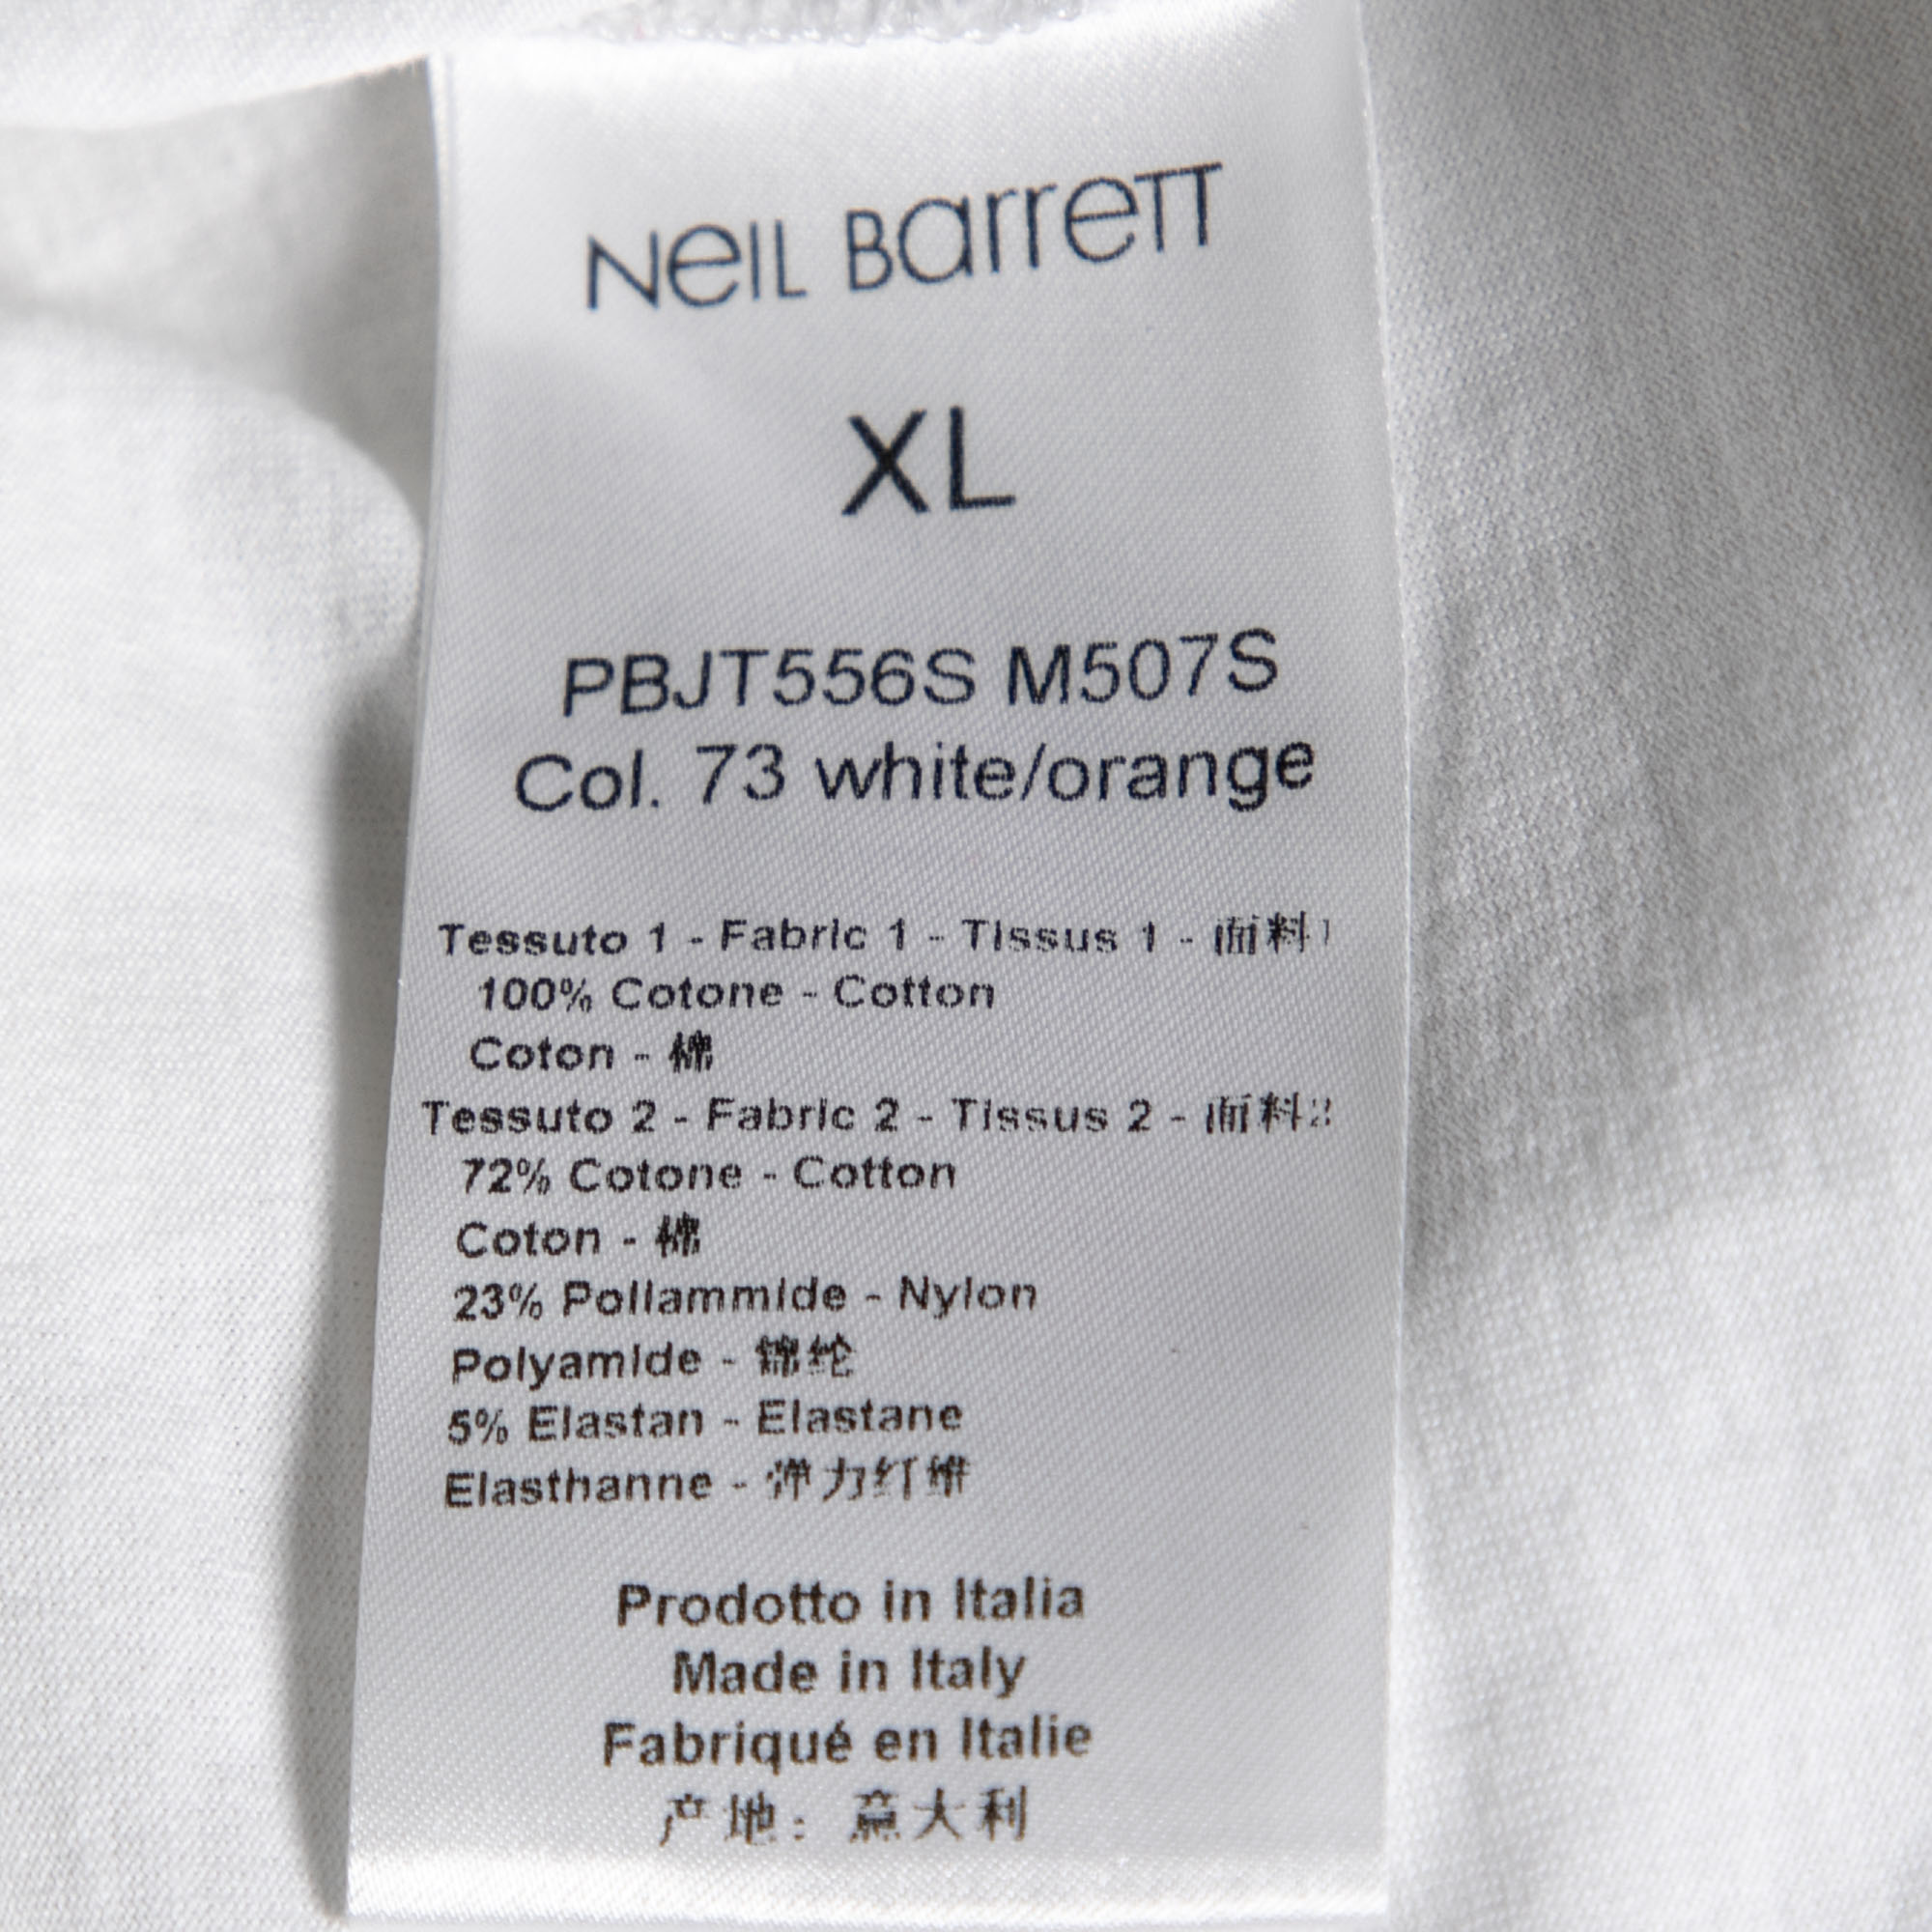 Neil Barrett
XL
PBJT556S M507S
Col. 73 white/orange
Tessuto 1 - Fabric 1 - Tissus 1 - 面料1
100% Cotone - Cotton
Coton - 棉
Tessuto 2 - Fabric 2 - Tissus 2 - 面料2
72% Cotone - Cotton
Coton - 棉
23% Poliammide - Nylon
Polyamide - 锦纶
5% Elastan - Elastane
Elasthanne - 弹力纤维
Prodotto in Italia
Made in Italy
Fabriqué en Italie
产地：意大利